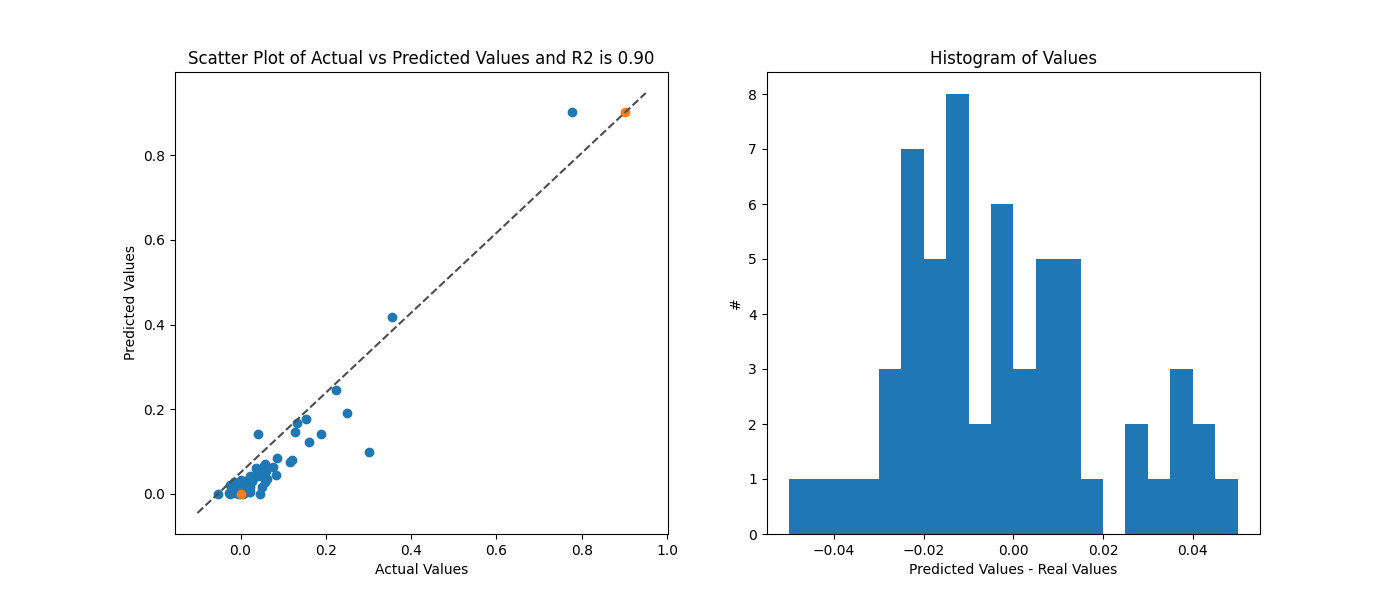 Scatter Plot of Actual vs Predicted Values and R2 is 0.90
0.8
0.6
0.4
0.2
0.0
Predicted Values
0.0 0.2 0.4 0.6 0.8 1.0
Actual Values
Histogram of Values
8
7
6
5
4
3
2
1
0
#
−0.04 −0.02 0.00 0.02 0.04
Predicted Values - Real Values